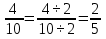 4/10 = 4÷2/10÷2 = 2/5